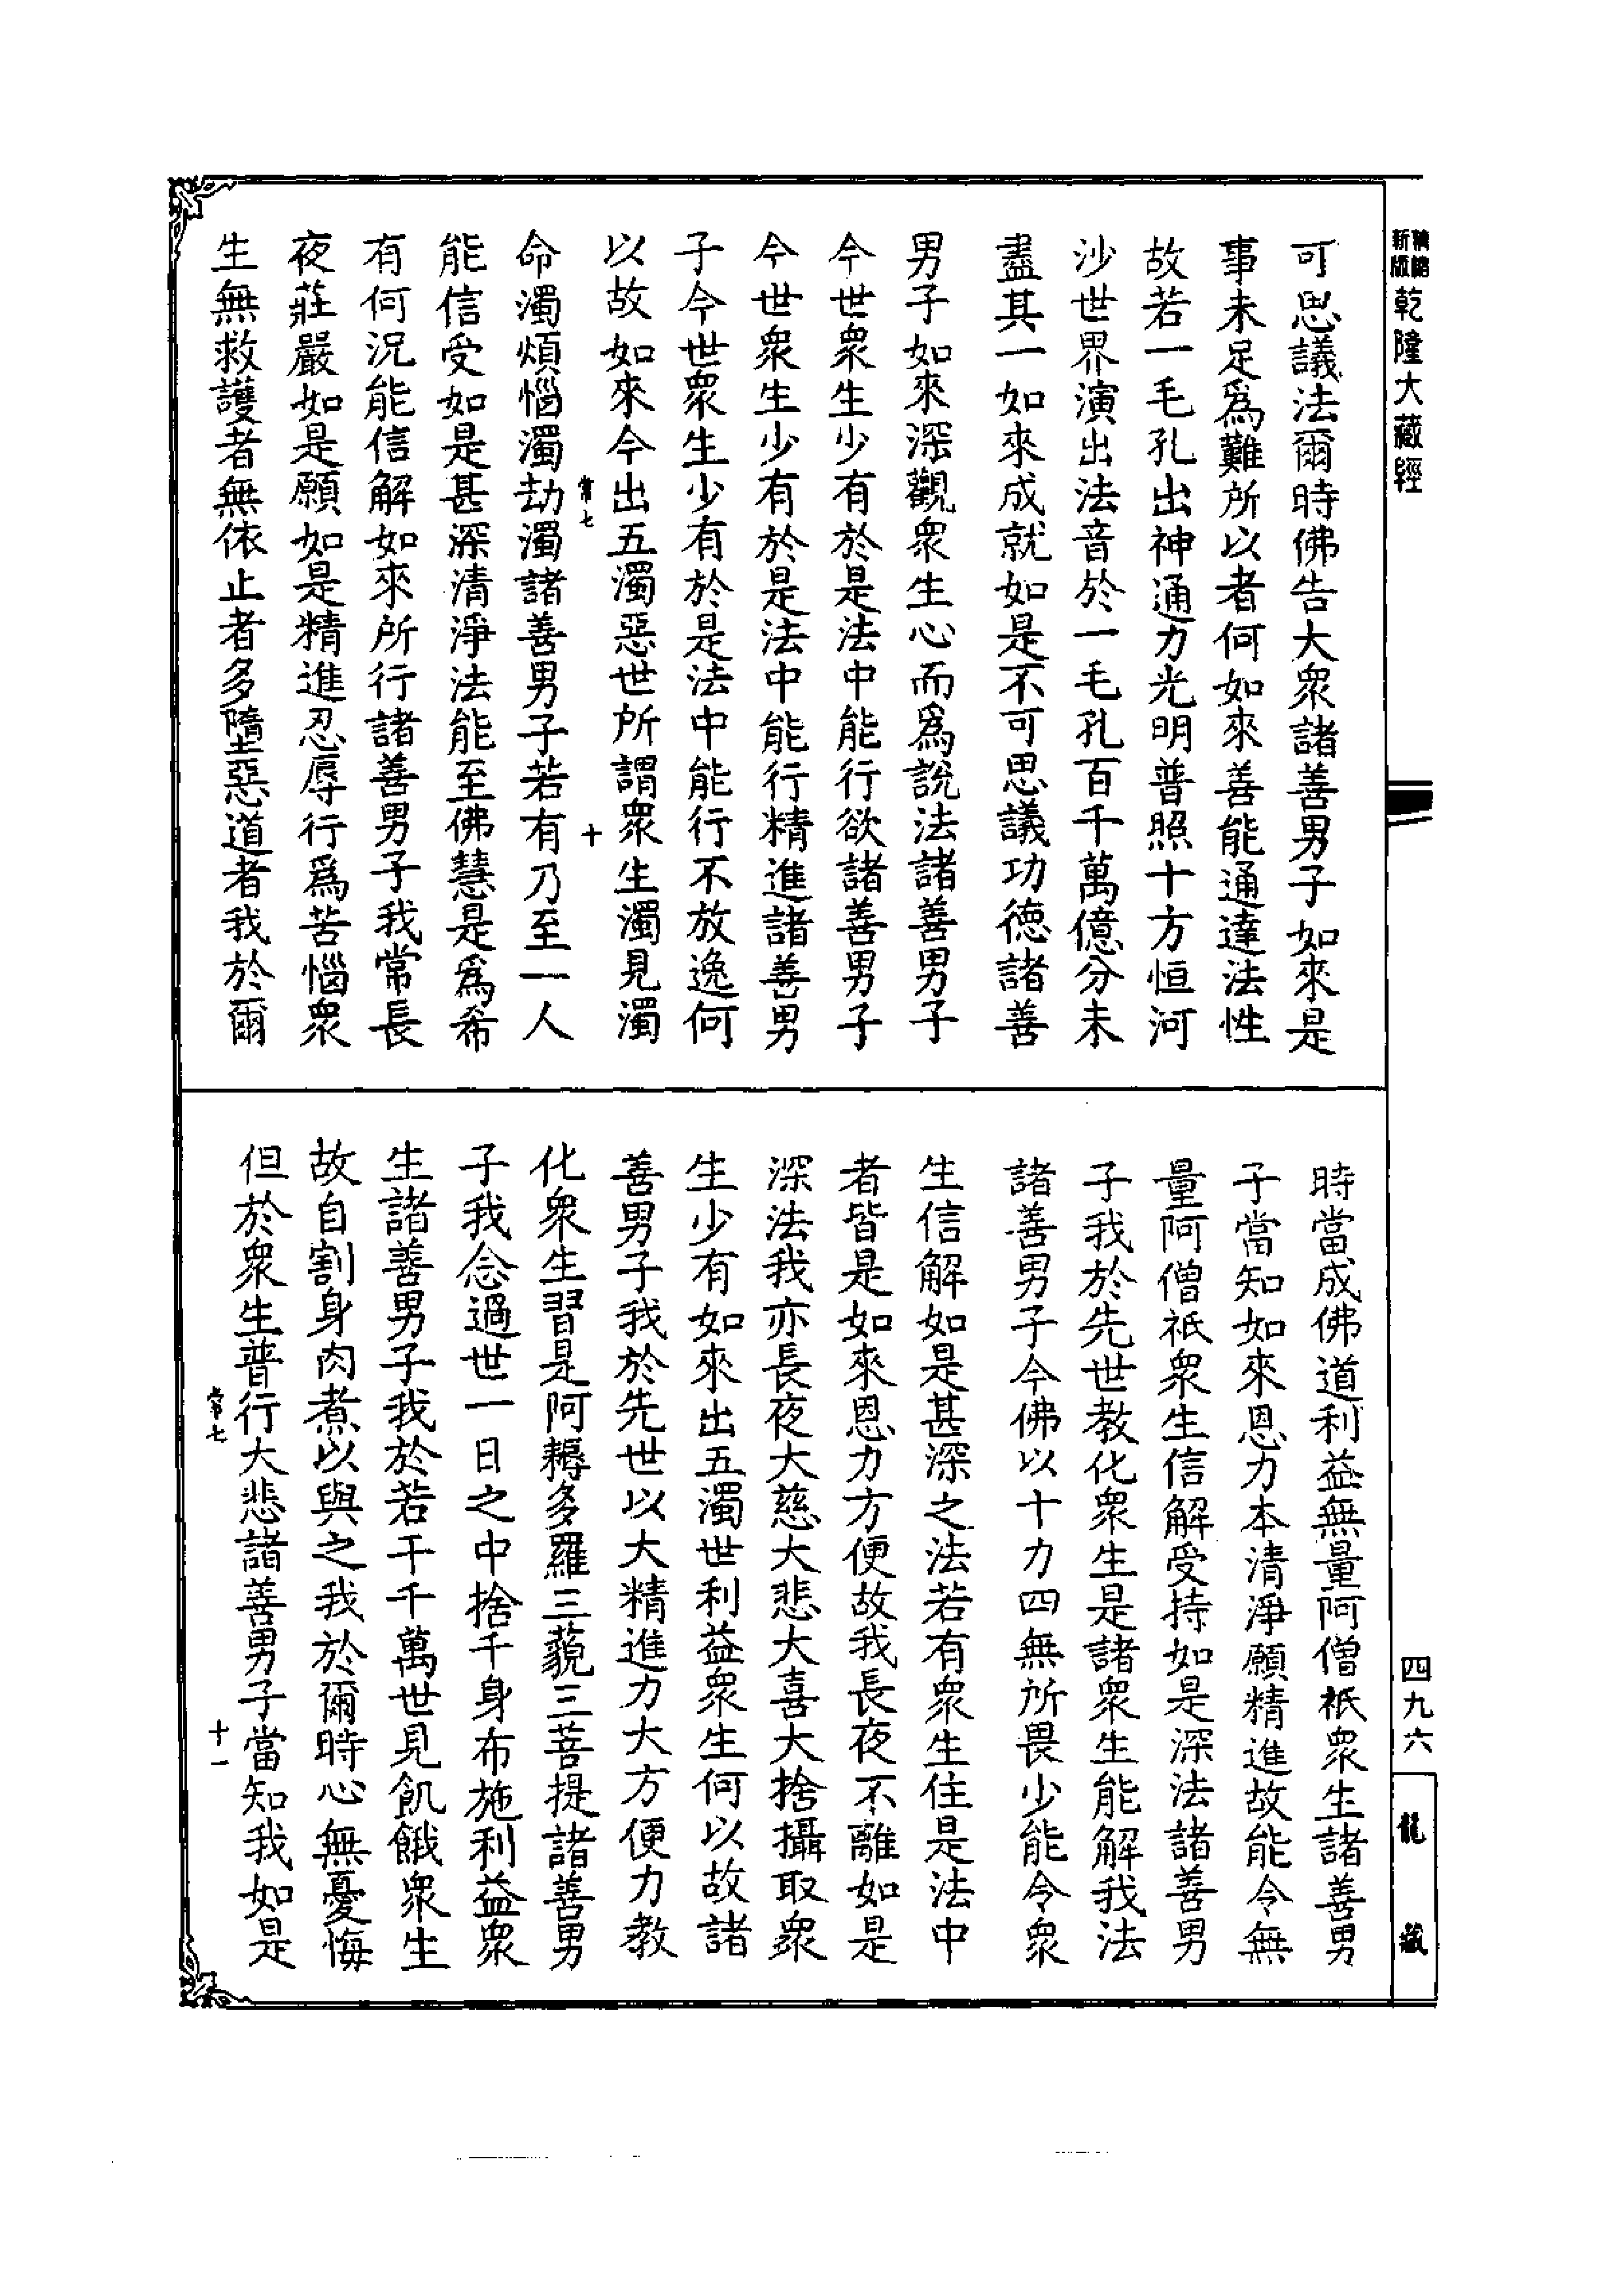 新版精縮
乾隆大藏經
可思議法爾時佛告大眾諸善男子如來是
事未足為難所以者何如來善能通達法性
故若一毛孔出神通力光明普照十方恒河
沙世界演出法音於一毛孔百千萬億分未
盡其一如來成就如是不可思議功德諸善
男子如來深觀眾生心而為說法諸善男子
今世眾生少有於是法中能行欲諸善男子
今世眾生少有於是法中能行精進諸善男
子今世眾生少有於是法中能行不放逸何
以故如來今出五濁惡世所謂眾生濁見濁
常七 十
命濁煩惱濁劫濁諸善男子若有乃至一人
能信受如是甚深清淨法能至佛慧是為希
有何況能信解如來所行諸善男子我常長
夜莊嚴如是願如是精進忍辱行為苦惱眾
生無救護者無依止者多墮惡道者我於爾
時當成佛道利益無量阿僧祇眾生諸善男
子當知如來恩力本清淨願精進故能令無
量阿僧祇眾生信解受持如是深法諸善男
子我於先世教化眾生是諸眾生能解我法
諸善男子今佛以十力四無所畏少能令眾
生信解如是甚深之法若有眾生住是法中
者皆是如來恩力方便故我長夜不離如是
深法我亦長夜大慈大悲大喜大捨攝取眾
生少有如來出五濁世利益眾生何以故諸
善男子我於先世以大精進力大方便力教
化眾生習是阿耨多羅三藐三菩提諸善男
子我念過世一日之中捨千身布施利益眾
生諸善男子我於若干千萬世見飢餓眾生
故自割身肉煮以與之我於爾時心無憂悔
但於眾生普行大悲諸善男子當知我如是
常七 十一
四九六
龍藏